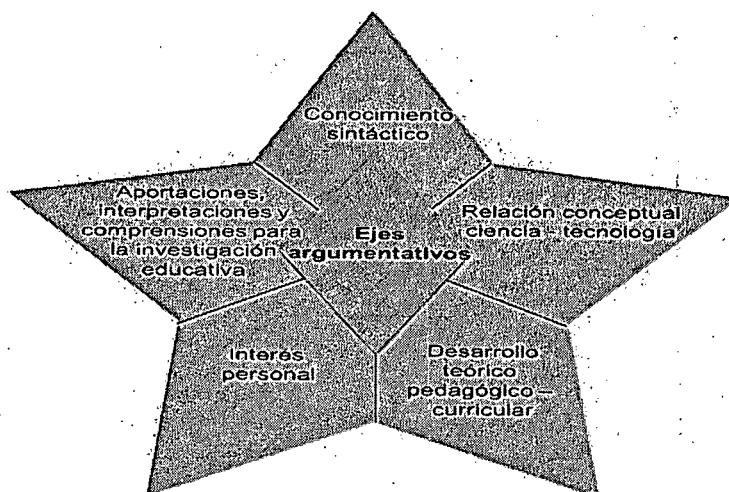 Conocimiento
sintáctico
Aportaciones,
interpretaciones y
comprensiones para
la investigación
educativa
Ejes
argumentativos
Relación conceptual
ciencia - tecnología
Interés
personal
Desarrollo
teórico
pedagógico –
curricular